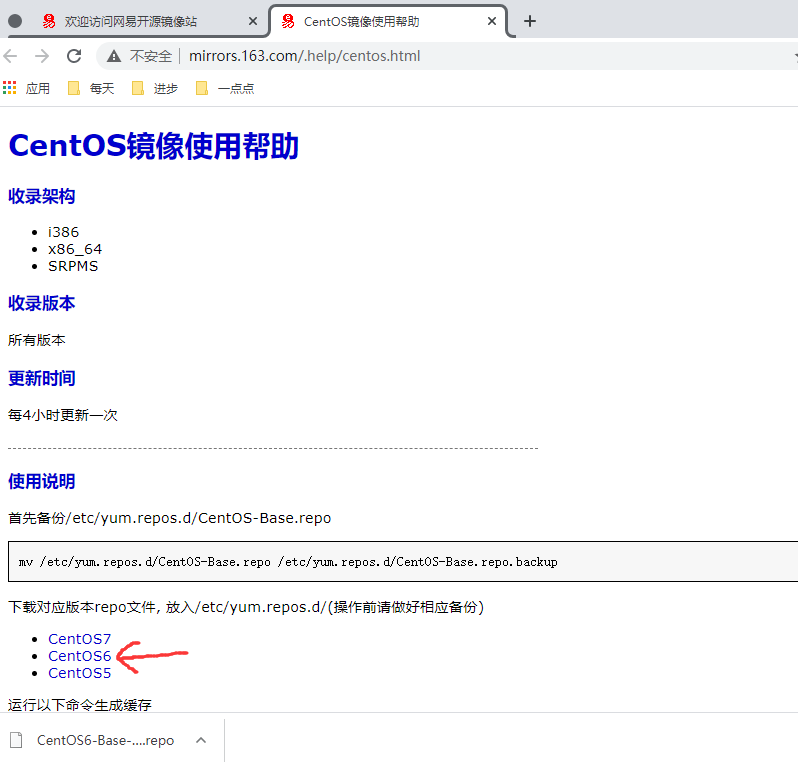 欢迎访问网易开源镜像站
CentOS镜像使用帮助
不安全 mirrors.163.com/.help/centos.html
应用 每天 进步 一点点
CentOS镜像使用帮助
收录架构
i386
x86_64
SRPMS
收录版本
所有版本
更新时间
每4小时更新一次
使用说明
首先备份/etc/yum.repos.d/CentOS-Base.repo
mv /etc/yum.repos.d/CentOS-Base.repo /etc/yum.repos.d/CentOS-Base.repo.backup
下载对应版本repo文件, 放入/etc/yum.repos.d/(操作前请做好相应备份)
CentOS7
CentOS6
CentOS5
运行以下命令生成缓存
CentOS6-Base-....repo